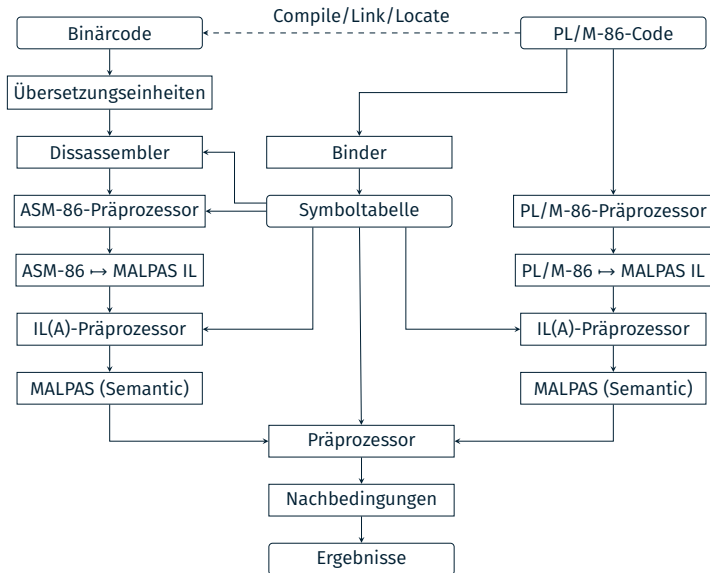 Compile/Link/Locate
Binärcode
PL/M-86-Code
Übersetzungseinheiten
Dissassembler
Binder
ASM-86-Präprozessor
Symboltabelle
PL/M-86-Präprozessor
ASM-86 ↦ MALPAS IL
PL/M-86 ↦ MALPAS IL
IL(A)-Präprozessor
IL(A)-Präprozessor
MALPAS (Semantic)
MALPAS (Semantic)
Präprozessor
Nachbedingungen
Ergebnisse